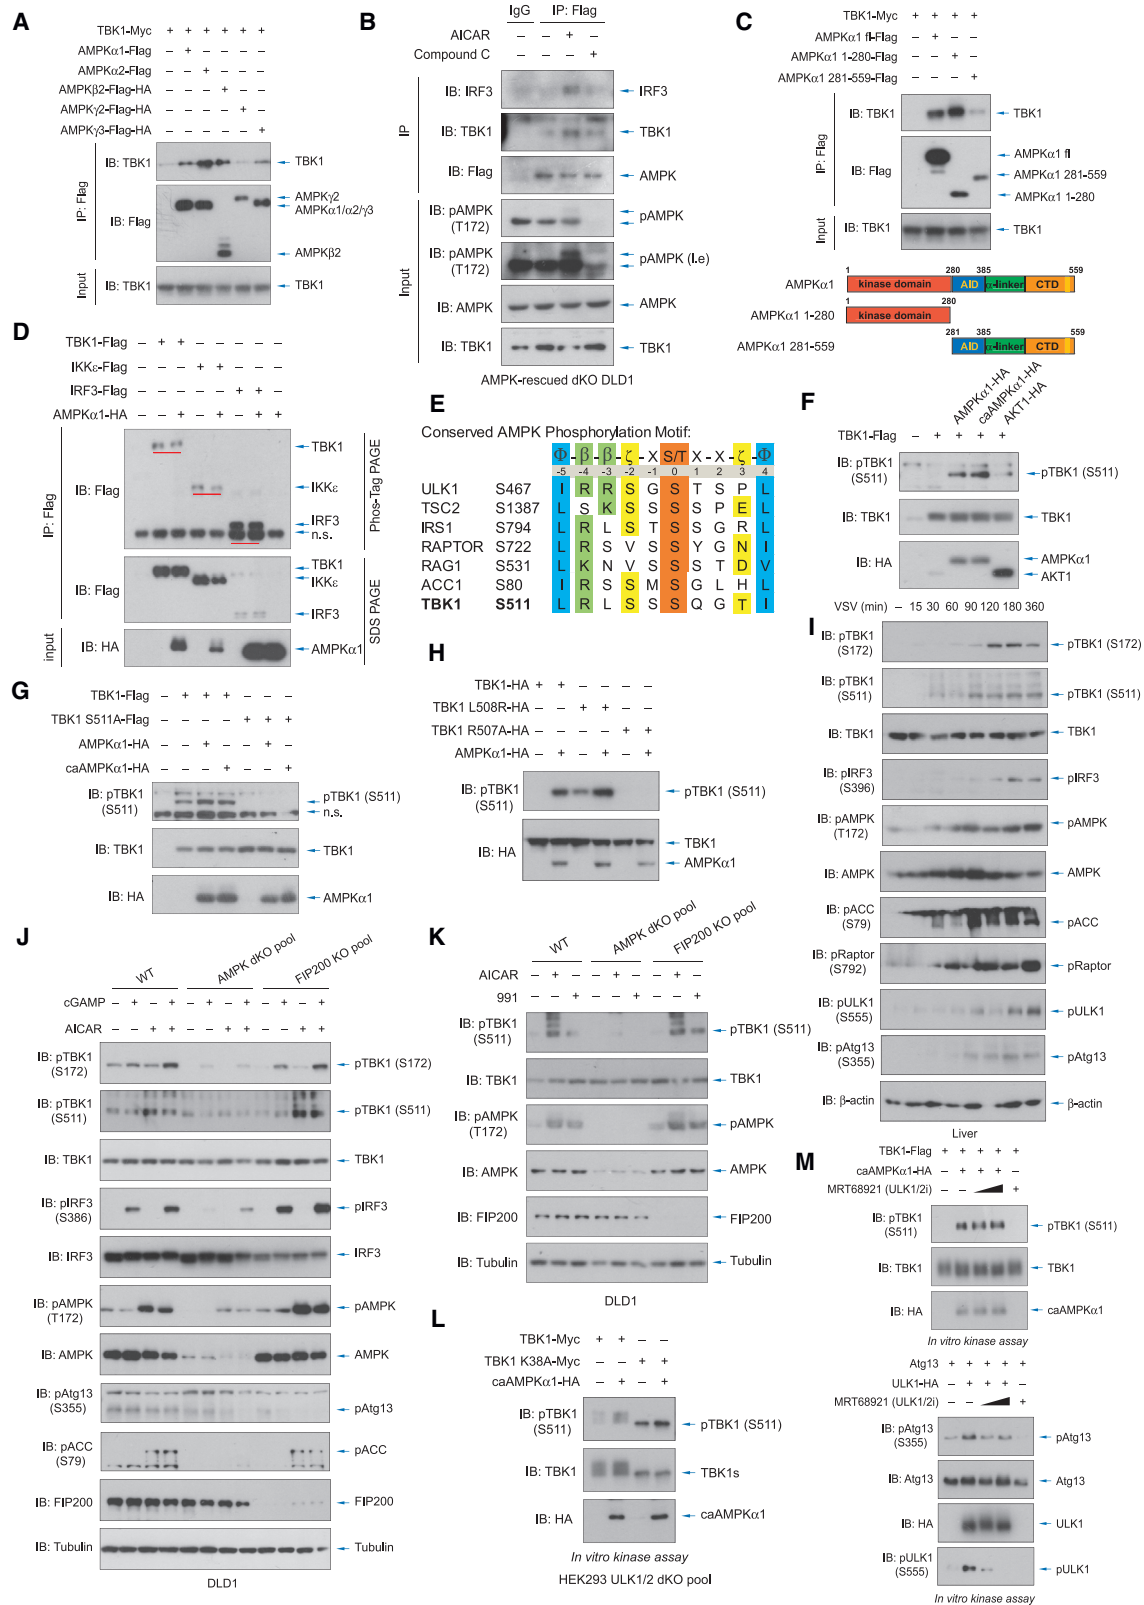 A
TBK1-Myc + + + + + +
AMPKα1-Flag – + – – – –
AMPKα2-Flag – – + – – –
AMPKβ2-Flag-HA – – – + – –
AMPKγ2-Flag-HA – – – – + –
AMPKγ3-Flag-HA – – – – – +
IP: Flag
IB: TBK1
TBK1
IB: Flag
AMPKγ2
AMPKα1/α2/γ3
AMPKβ2
Input
IB: TBK1
TBK1
B
IgG IP: Flag
AICAR – – + –
Compound C – – – +
IP
IB: IRF3
IRF3
IB: TBK1
TBK1
IB: Flag
AMPK
Input
IB: pAMPK
(T172)
pAMPK
IB: pAMPK
(T172)
pAMPK (l.e)
IB: AMPK
AMPK
IB: TBK1
TBK1
AMPK-rescued dKO DLD1
C
TBK1-Myc + + + +
AMPKα1 fl-Flag – + – –
AMPKα1 1-280-Flag – – + –
AMPKα1 281-559-Flag – – – +
IP: Flag
IB: TBK1
TBK1
IB: Flag
AMPKα1 fl
AMPKα1 281-559
AMPKα1 1-280
Input
IB: TBK1
TBK1
1 280 385 559
AMPKα1 kinase domain AID α-linker CTD
1 280
AMPKα1 1-280 kinase domain
281 385 559
AMPKα1 281-559 AID α-linker CTD
D
TBK1-Flag – + + – – – – –
IKKε-Flag – – – + + – – –
IRF3-Flag – – – – – + + –
AMPKα1-HA – – + – + – + +
IP: Flag
IB: Flag
TBK1
IKKε
IRF3
n.s.
Phos-Tag PAGE
IB: Flag
TBK1
IKKε
IRF3
SDS PAGE
input
IB: HA
AMPKα1
E
Conserved AMPK Phosphorylation Motif:
Φ - β - β - ζ - X S/T X - X - ζ - Φ
-5 -4 -3 -2 -1 0 1 2 3 4
ULK1 S467 I R R S G S T S P L
TSC2 S1387 L S K S S S S P E L
IRS1 S794 L R L S T S S G R L
RAPTOR S722 L R S V S S Y G N I
RAG1 S531 L K N V S S S T D V
ACC1 S80 I R S S M S G L H L
TBK1 S511 L R L S S S Q G T I
F
AMPKα1-HA
caAMPKα1-HA
AKT1-HA
TBK1-Flag – + + + +
IB: pTBK1
(S511)
pTBK1 (S511)
IB: TBK1
TBK1
IB: HA
AMPKα1
AKT1
G
TBK1-Flag – + + + – – –
TBK1 S511A-Flag – – – – + + +
AMPKα1-HA – – + – – + –
caAMPKα1-HA – – – + – – +
IB: pTBK1
(S511)
pTBK1 (S511)
n.s.
IB: TBK1
TBK1
IB: HA
AMPKα1
H
TBK1-HA + + – – – –
TBK1 L508R-HA – – + + – –
TBK1 R507A-HA – – – – + +
AMPKα1-HA – + – + – +
IB: pTBK1
(S511)
pTBK1 (S511)
IB: HA
TBK1
AMPKα1
I
VSV (min) – 15 30 60 90 120 180 360
IB: pTBK1
(S172)
pTBK1 (S172)
IB: pTBK1
(S511)
pTBK1 (S511)
IB: TBK1
TBK1
IB: pIRF3
(S396)
pIRF3
IB: pAMPK
(T172)
pAMPK
IB: AMPK
AMPK
IB: pACC
(S79)
pACC
IB: pRaptor
(S792)
pRaptor
IB: pULK1
(S555)
pULK1
IB: pAtg13
(S355)
pAtg13
IB: β-actin
β-actin
Liver
J
WT AMPK dKO pool FIP200 KO pool
cGAMP – + – + – + – + – + – +
AICAR – – + + – – + + – – + +
IB: pTBK1
(S172)
pTBK1 (S172)
IB: pTBK1
(S511)
pTBK1 (S511)
IB: TBK1
TBK1
IB: pIRF3
(S386)
pIRF3
IB: IRF3
IRF3
IB: pAMPK
(T172)
pAMPK
IB: AMPK
AMPK
IB: pAtg13
(S355)
pAtg13
IB: pACC
(S79)
pACC
IB: FIP200
FIP200
IB: Tubulin
Tubulin
DLD1
K
WT AMPK dKO pool FIP200 KO pool
AICAR – + – – + – – + –
991 – – + – – + – – +
IB: pTBK1
(S511)
pTBK1 (S511)
IB: TBK1
TBK1
IB: pAMPK
(T172)
pAMPK
IB: AMPK
AMPK
IB: FIP200
FIP200
IB: Tubulin
Tubulin
DLD1
L
TBK1-Myc + + – –
TBK1 K38A-Myc – – + +
caAMPKα1-HA – + – +
IB: pTBK1
(S511)
pTBK1 (S511)
IB: TBK1
TBK1s
IB: HA
caAMPKα1
In vitro kinase assay
HEK293 ULK1/2 dKO pool
M
TBK1-Flag + + + + +
caAMPKα1-HA – + + + –
MRT68921 (ULK1/2i) – – +
IB: pTBK1
(S511)
pTBK1 (S511)
IB: TBK1
TBK1
IB: HA
caAMPKα1
In vitro kinase assay
Atg13 + + + + +
ULK1-HA – + + + –
MRT68921 (ULK1/2i) – – +
IB: pAtg13
(S355)
pAtg13
IB: Atg13
Atg13
IB: HA
ULK1
IB: pULK1
(S555)
pULK1
In vitro kinase assay